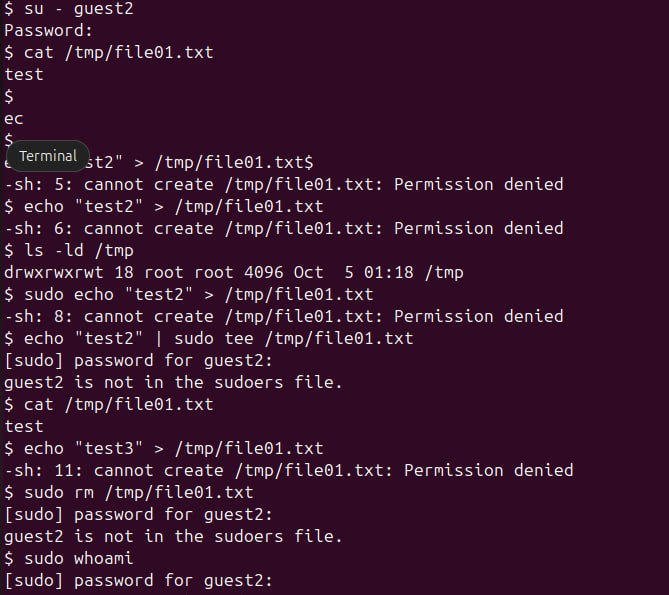 $ su - guest2
Password:
$ cat /tmp/file01.txt
test
$
ec
$
Terminal
st2" > /tmp/file01.txt$
-sh: 5: cannot create /tmp/file01.txt: Permission denied
$ echo "test2" > /tmp/file01.txt
-sh: 6: cannot create /tmp/file01.txt: Permission denied
$ ls -ld /tmp
drwxrwxrwt 18 root root 4096 Oct  5 01:18 /tmp
$ sudo echo "test2" > /tmp/file01.txt
-sh: 8: cannot create /tmp/file01.txt: Permission denied
$ echo "test2" | sudo tee /tmp/file01.txt
[sudo] password for guest2:
guest2 is not in the sudoers file.
$ cat /tmp/file01.txt
test
$ echo "test3" > /tmp/file01.txt
-sh: 11: cannot create /tmp/file01.txt: Permission denied
$ sudo rm /tmp/file01.txt
[sudo] password for guest2:
guest2 is not in the sudoers file.
$ sudo whoami
[sudo] password for guest2: